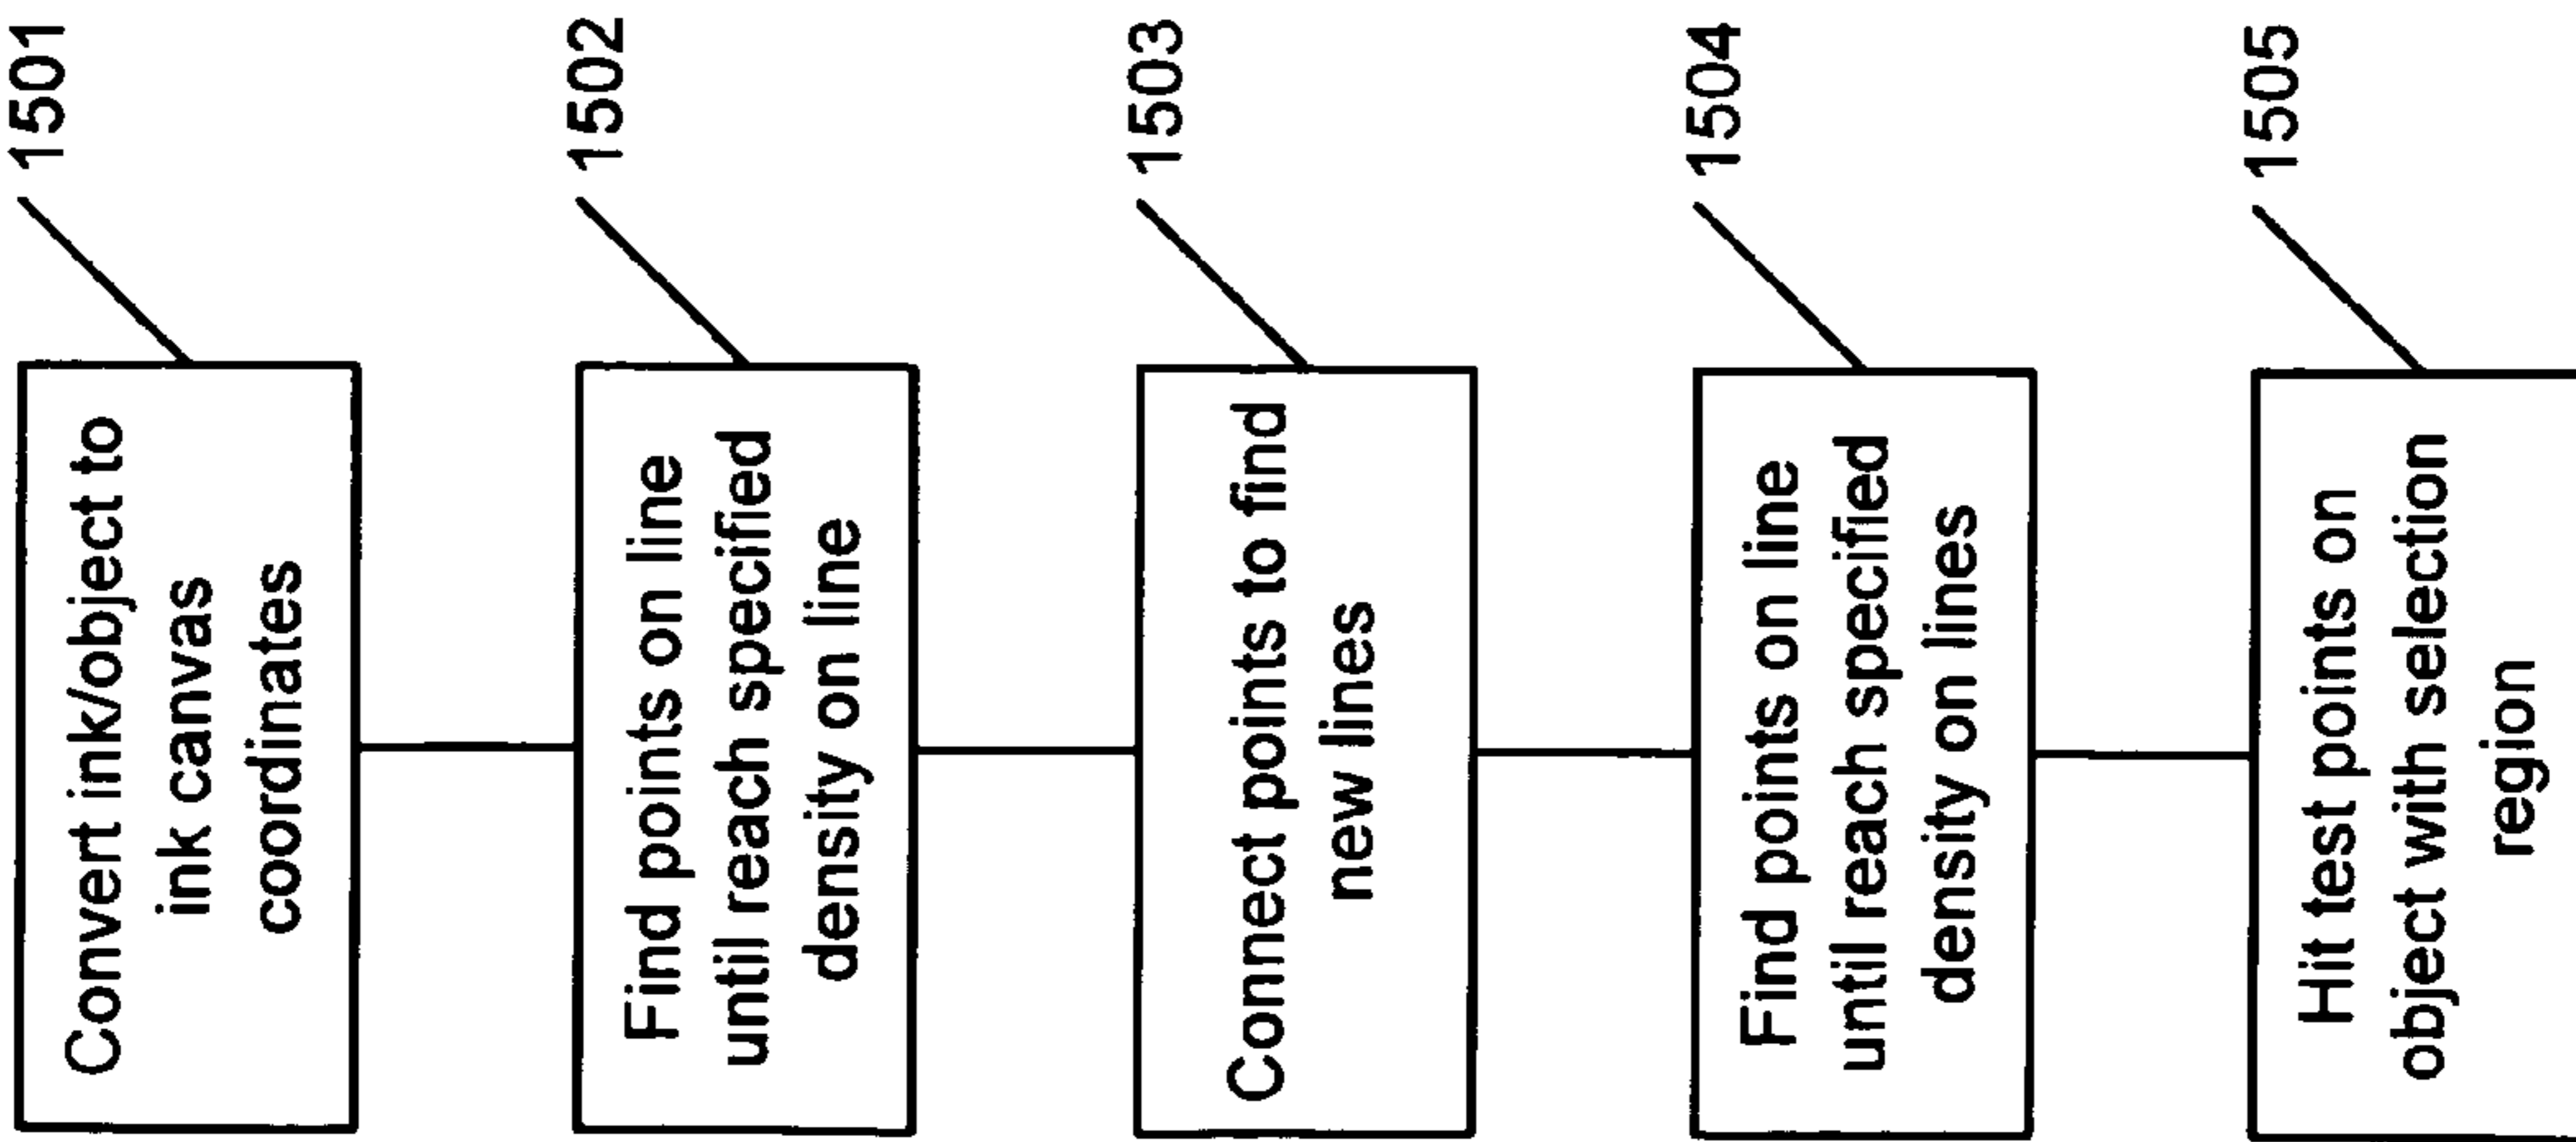 Convert ink/object to
ink canvas
coordinates
1501
Find points on line
until reach specified
density on line
1502
Connect points to find
new lines
1503
Find points on line
until reach specified
density on lines
1504
Hit test points on
object with selection
region
1505